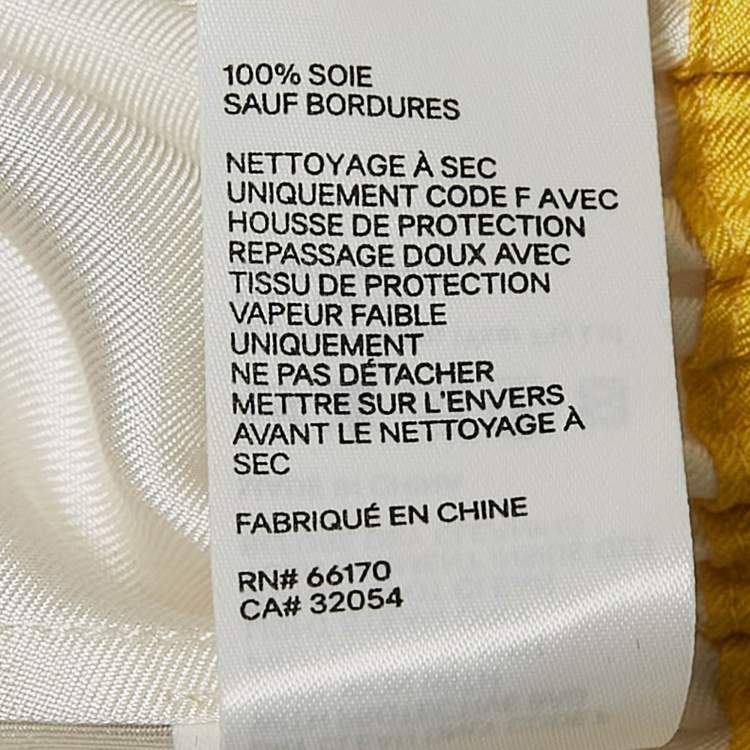 100% SOIE
SAUF BORDURES
NETTOYAGE À SEC
UNIQUEMENT CODE F AVEC
HOUSSE DE PROTECTION
REPASSAGE DOUX AVEC
TISSU DE PROTECTION
VAPEUR FAIBLE
UNIQUEMENT
NE PAS DÉTACHER
METTRE SUR L'ENVERS
AVANT LE NETTOYAGE À
SEC
FABRIQUÉ EN CHINE
RN# 66170
CA# 32054